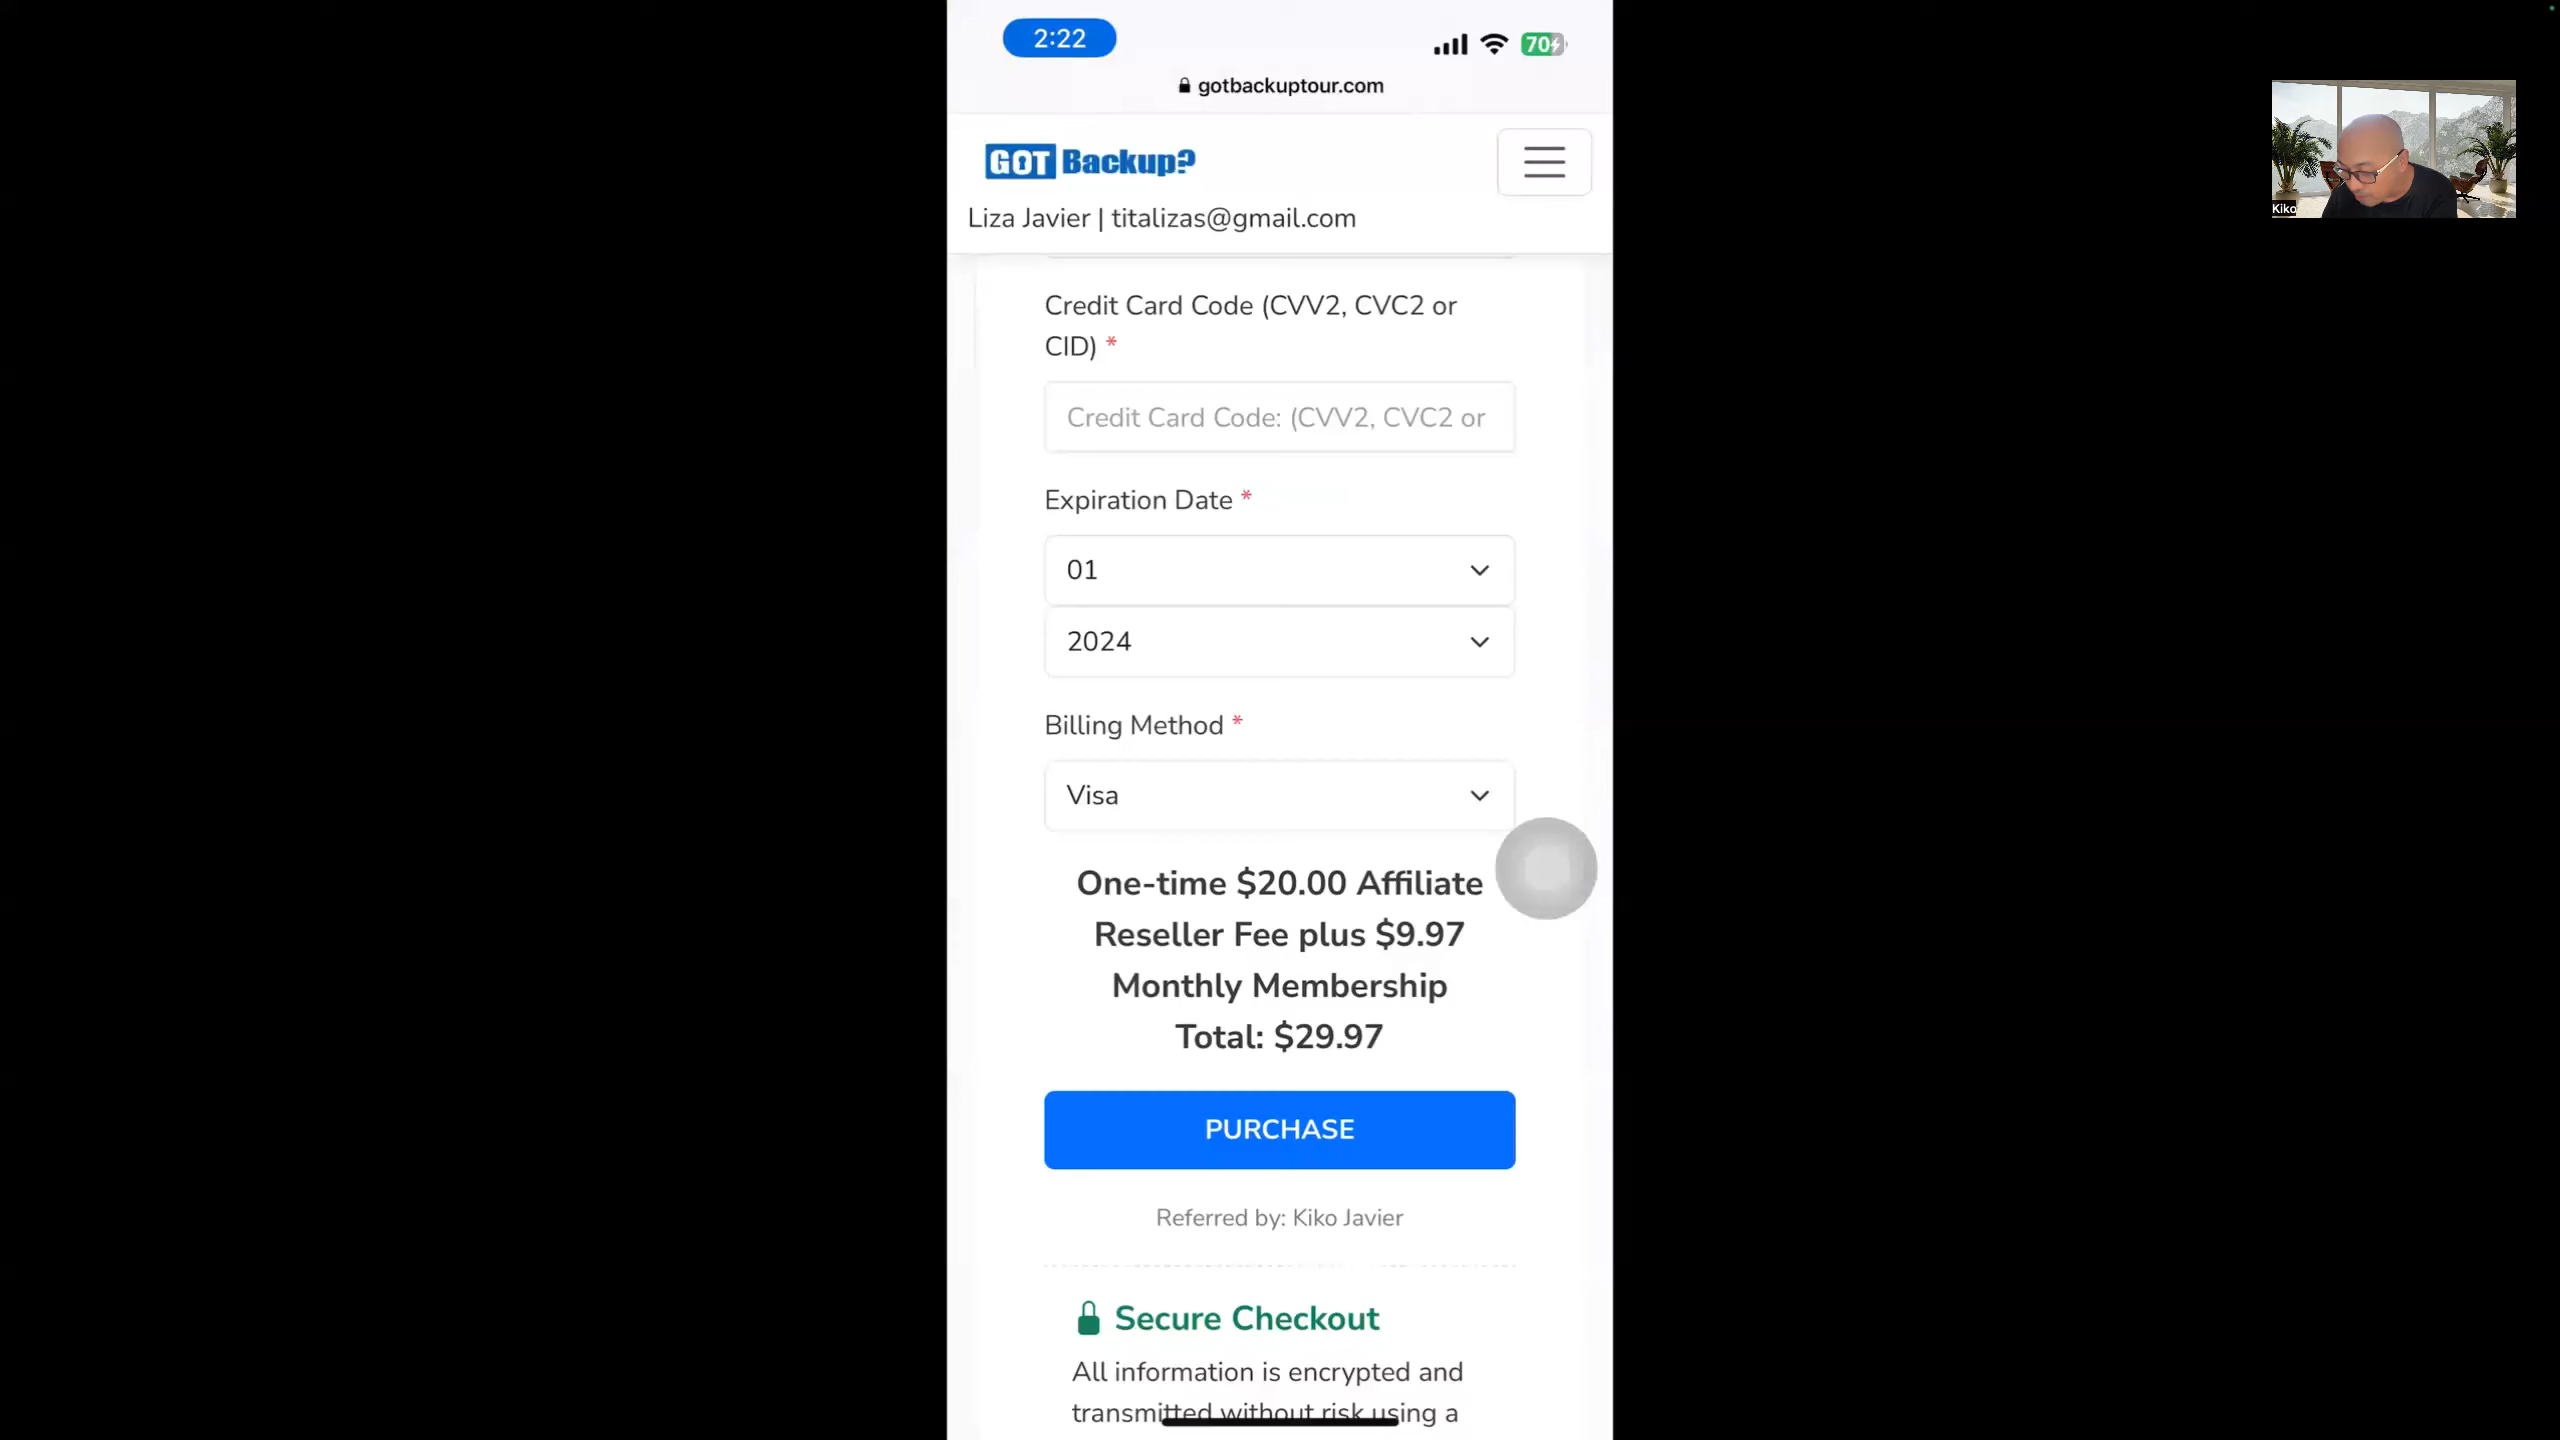 2:22
70
gotbackuptour.com
GOT Backup?
Liza Javier | titalizas@gmail.com
Credit Card Code (CVV2, CVC2 or
CID) *
Credit Card Code: (CVV2, CVC2 or
Expiration Date *
01
2024
Billing Method *
Visa
One-time $20.00 Affiliate
Reseller Fee plus $9.97
Monthly Membership
Total: $29.97
PURCHASE
Referred by: Kiko Javier
Secure Checkout
All information is encrypted and
transmitted without risk using a
Kiko